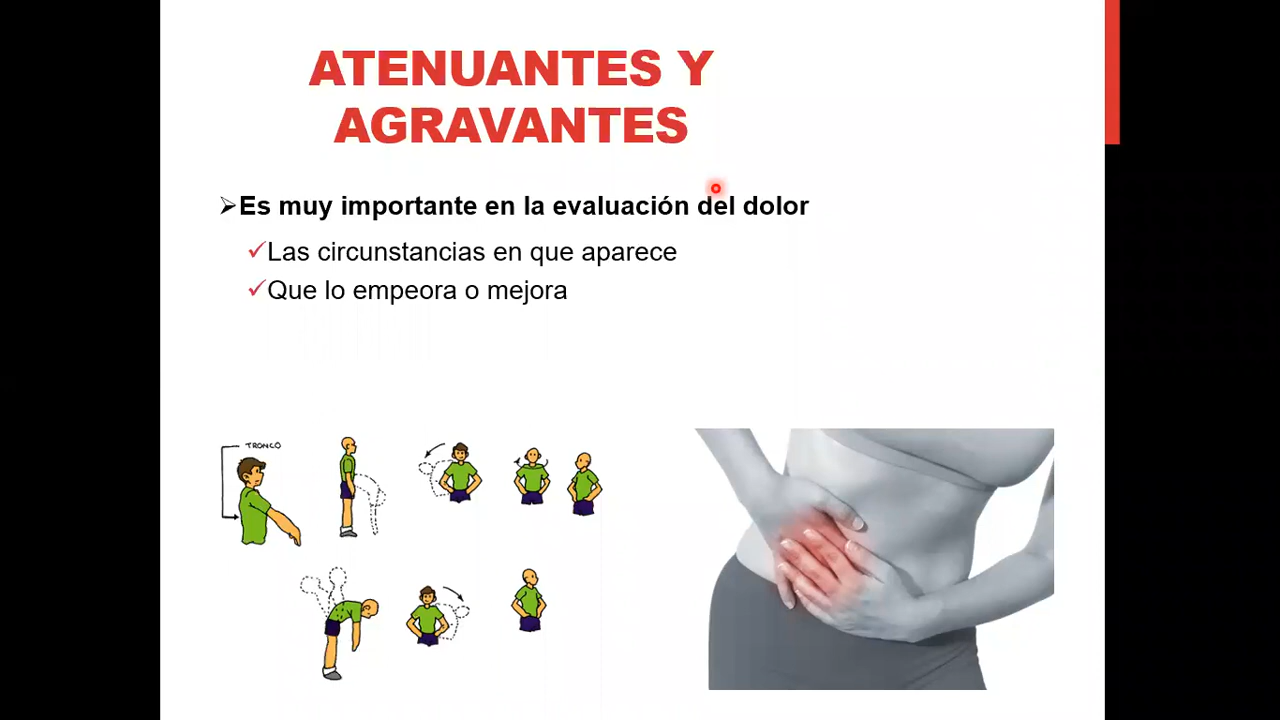 ATENUANTES Y
AGRAVANTES
Es muy importante en la evaluación del dolor
Las circunstancias en que aparece
Que lo empeora o mejora
TRONCO